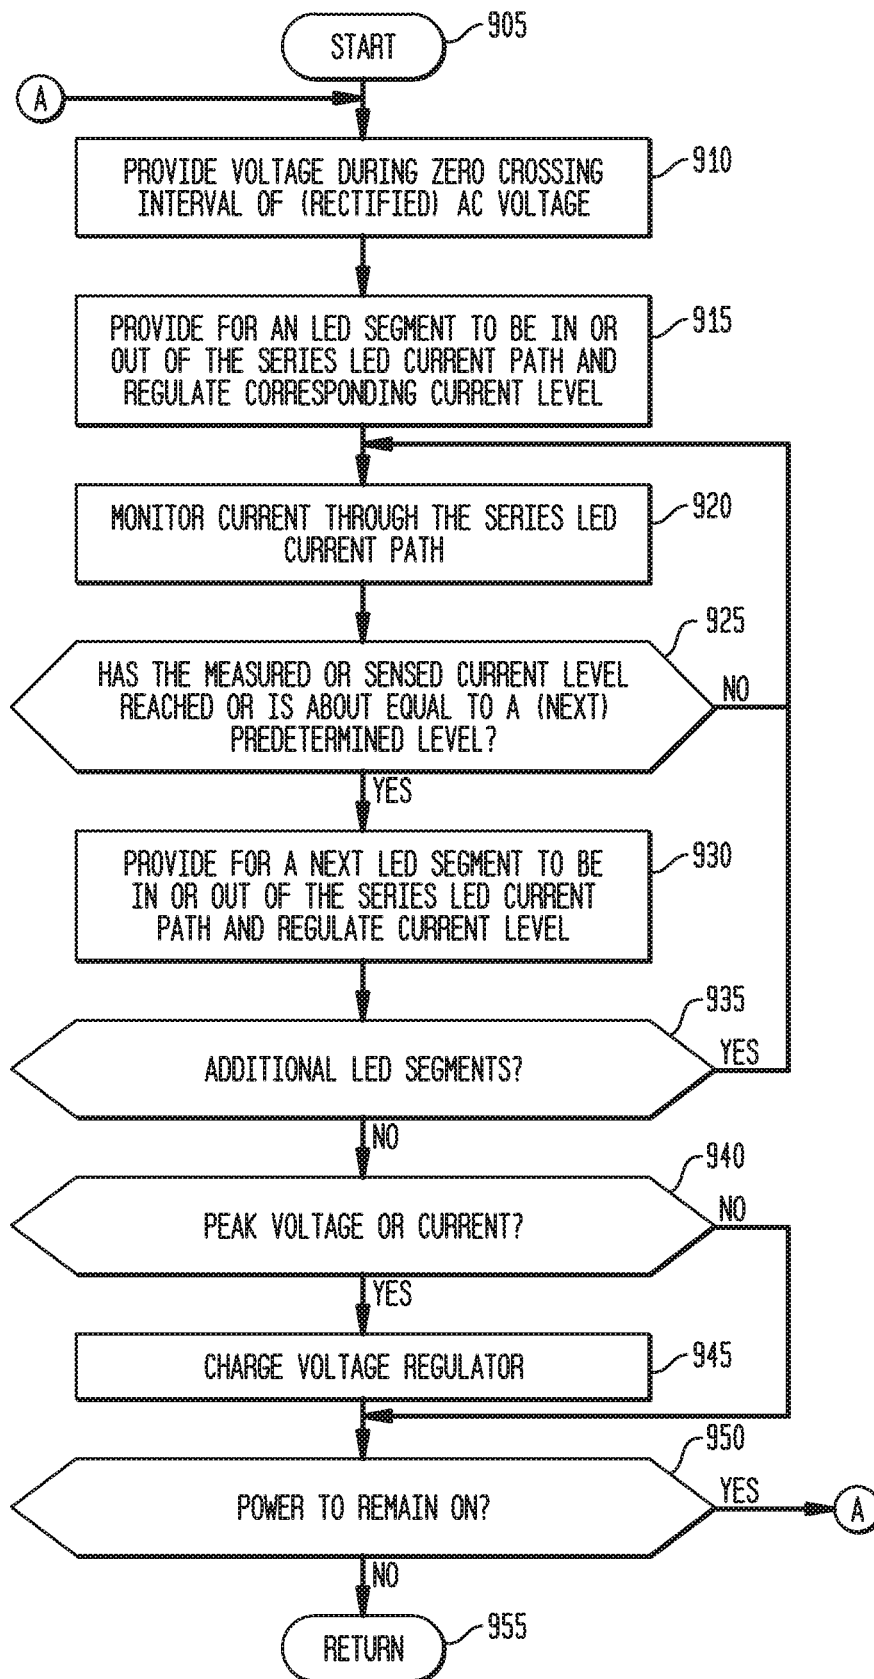 START
905
A
PROVIDE VOLTAGE DURING ZERO CROSSING
INTERVAL OF (RECTIFIED) AC VOLTAGE
910
PROVIDE FOR AN LED SEGMENT TO BE IN OR
OUT OF THE SERIES LED CURRENT PATH AND
REGULATE CORRESPONDING CURRENT LEVEL
915
MONITOR CURRENT THROUGH THE SERIES LED
CURRENT PATH
920
HAS THE MEASURED OR SENSED CURRENT LEVEL
REACHED OR IS ABOUT EQUAL TO A (NEXT)
PREDETERMINED LEVEL?
925
NO
YES
PROVIDE FOR A NEXT LED SEGMENT TO BE
IN OR OUT OF THE SERIES LED CURRENT
PATH AND REGULATE CURRENT LEVEL
930
ADDITIONAL LED SEGMENTS?
935
YES
NO
PEAK VOLTAGE OR CURRENT?
940
NO
YES
CHARGE VOLTAGE REGULATOR
945
POWER TO REMAIN ON?
950
YES
A
NO
RETURN
955